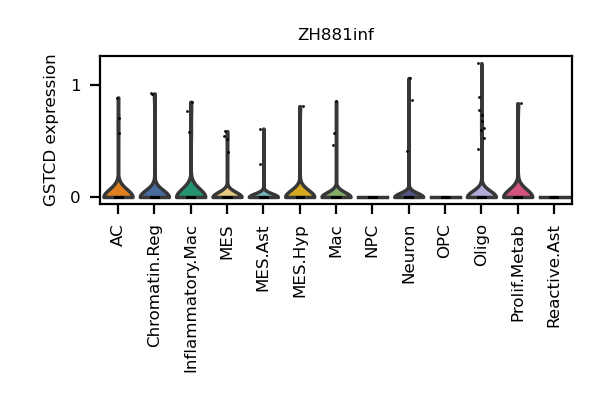 ZH881inf
GSTCD expression
1
0
AC
Chromatin.Reg
Inflammatory.Mac
MES
MES.Ast
MES.Hyp
Mac
NPC
Neuron
OPC
Oligo
Prolif.Metab
Reactive.Ast